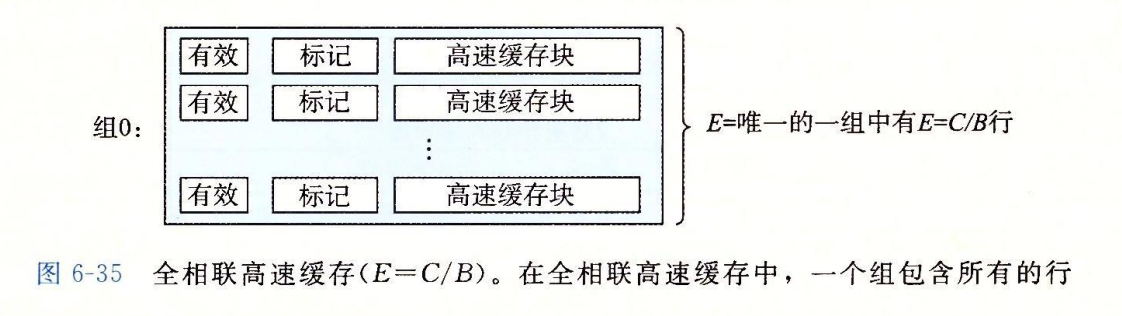 有效 标记 高速缓存块
有效 标记 高速缓存块
组0： E=唯一的一组中有E=C/B行
⋮
有效 标记 高速缓存块
图 6-35 全相联高速缓存(E=C/B)。在全相联高速缓存中，一个组包含所有的行